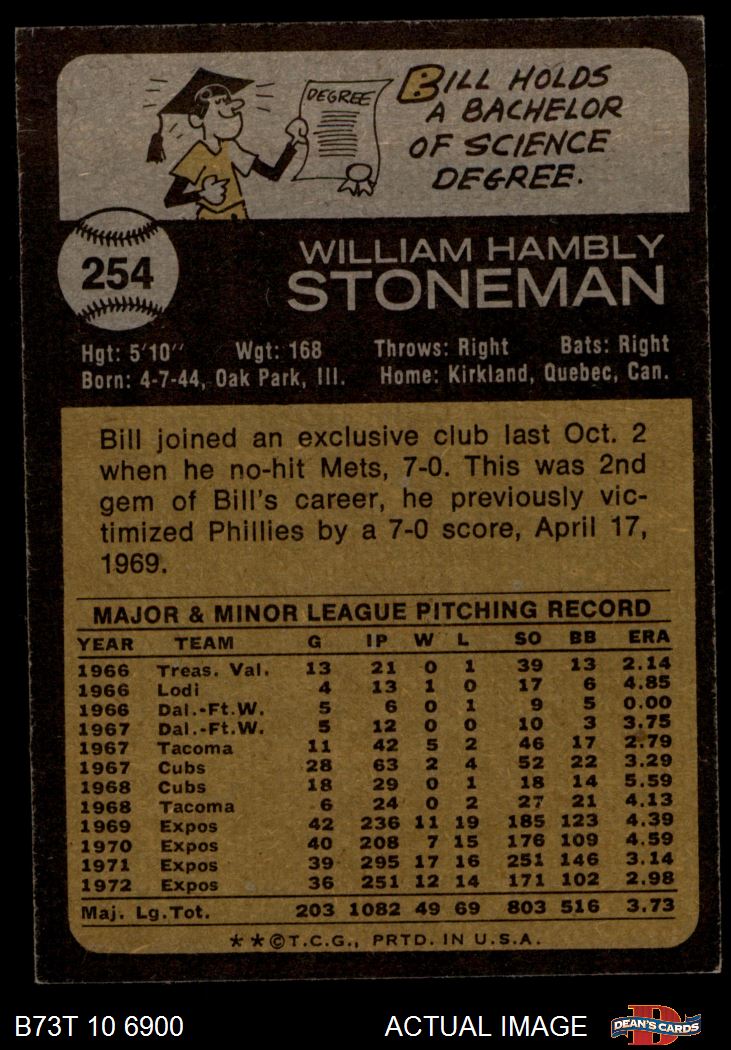 DEGREE
BILL HOLDS
A BACHELOR
OF SCIENCE
DEGREE.
254
WILLIAM HAMBLY
STONEMAN
Hgt: 5'10'' Wgt: 168 Throws: Right Bats: Right
Born: 4-7-44, Oak Park, Ill. Home: Kirkland, Quebec, Can.
Bill joined an exclusive club last Oct. 2
when he no-hit Mets, 7-0. This was 2nd
gem of Bill's career, he previously vic-
timized Phillies by a 7-0 score, April 17,
1969.
MAJOR & MINOR LEAGUE PITCHING RECORD
YEAR TEAM G IP W L SO BB ERA
1966 Treas. Val. 13 21 0 1 39 13 2.14
1966 Lodi 4 13 1 0 17 6 4.85
1966 Dal.-Ft.W. 5 6 0 1 9 5 0.00
1967 Dal.-Ft.W. 5 12 0 0 10 3 3.75
1967 Tacoma 11 42 5 2 46 17 2.79
1967 Cubs 28 63 2 4 52 22 3.29
1968 Cubs 18 29 0 1 18 14 5.59
1968 Tacoma 6 24 0 2 27 21 4.13
1969 Expos 42 236 11 19 185 123 4.39
1970 Expos 40 208 7 15 176 109 4.59
1971 Expos 39 295 17 16 251 146 3.14
1972 Expos 36 251 12 14 171 102 2.98
Maj. Lg.Tot. 203 1082 49 69 803 516 3.73
★★©T.C.G., PRTD. IN U.S.A.
B73T 10 6900 ACTUAL IMAGE D DEAN'S CARDS